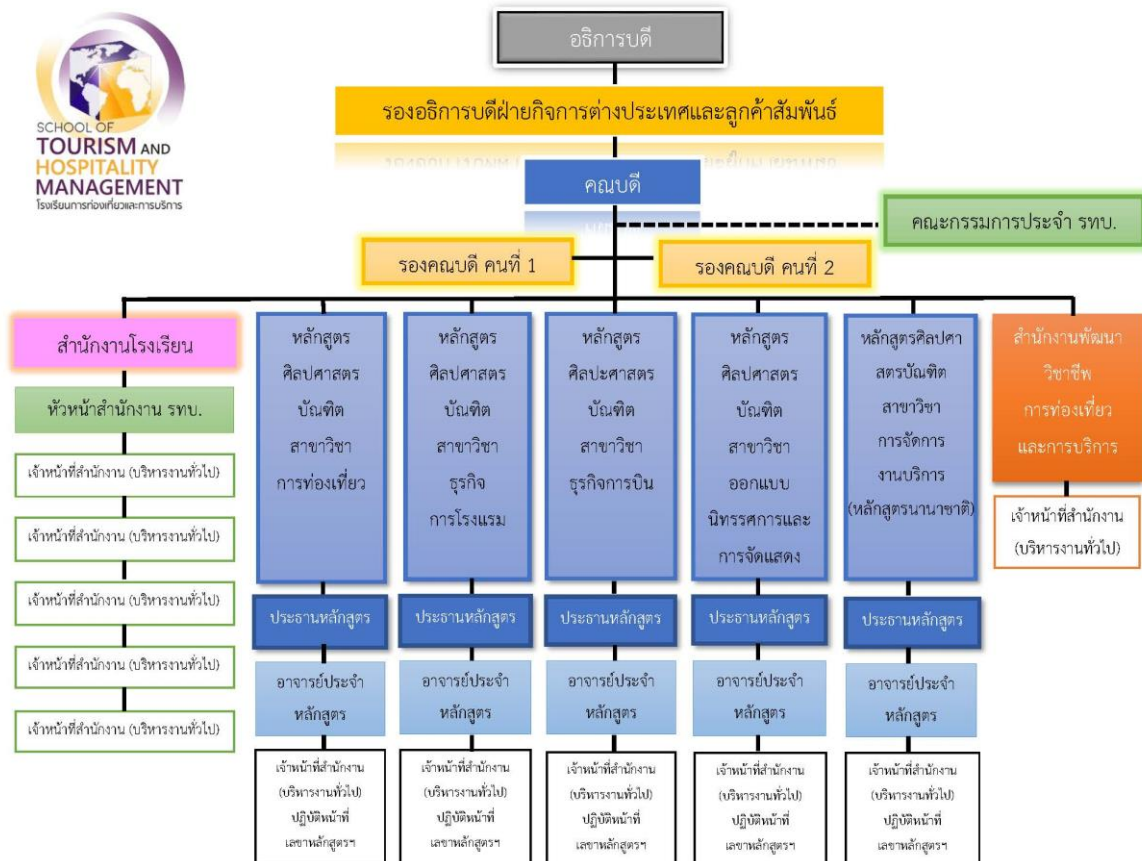 SCHOOL OF
TOURISM AND
HOSPITALITY
MANAGEMENT
โรงเรียนการท่องเที่ยวและการบริการ
อธิการบดี
รองอธิการบดีฝ่ายกิจการต่างประเทศและลูกค้าสัมพันธ์
คณบดี
คณะกรรมการประจำ รทบ.
รองคณบดี คนที่ 1
รองคณบดี คนที่ 2
สำนักงานโรงเรียน
หัวหน้าสำนักงาน รทบ.
เจ้าหน้าที่สำนักงาน (บริหารงานทั่วไป)
เจ้าหน้าที่สำนักงาน (บริหารงานทั่วไป)
เจ้าหน้าที่สำนักงาน (บริหารงานทั่วไป)
เจ้าหน้าที่สำนักงาน (บริหารงานทั่วไป)
เจ้าหน้าที่สำนักงาน (บริหารงานทั่วไป)
หลักสูตร
ศิลปศาสตร
บัณฑิต
สาขาวิชา
การท่องเที่ยว
ประธานหลักสูตร
อาจารย์ประจำ
หลักสูตร
เจ้าหน้าที่สำนักงาน
(บริหารงานทั่วไป)
ปฏิบัติหน้าที่
เลขาหลักสูตรฯ
หลักสูตร
ศิลปศาสตร
บัณฑิต
สาขาวิชา
ธุรกิจ
การโรงแรม
ประธานหลักสูตร
อาจารย์ประจำ
หลักสูตร
เจ้าหน้าที่สำนักงาน
(บริหารงานทั่วไป)
ปฏิบัติหน้าที่
เลขาหลักสูตรฯ
หลักสูตร
ศิลปะศาสตร
บัณฑิต
สาขาวิชา
ธุรกิจการบิน
ประธานหลักสูตร
อาจารย์ประจำ
หลักสูตร
เจ้าหน้าที่สำนักงาน
(บริหารงานทั่วไป)
ปฏิบัติหน้าที่
เลขาหลักสูตรฯ
หลักสูตร
ศิลปศาสตร
บัณฑิต
สาขาวิชา
ออกแบบ
นิทรรศการและ
การจัดแสดง
ประธานหลักสูตร
อาจารย์ประจำ
หลักสูตร
เจ้าหน้าที่สำนักงาน
(บริหารงานทั่วไป)
ปฏิบัติหน้าที่
เลขาหลักสูตรฯ
หลักสูตรศิลปศา
สตรบัณฑิต
สาขาวิชา
การจัดการ
งานบริการ
(หลักสูตรนานาชาติ)
ประธานหลักสูตร
อาจารย์ประจำ
หลักสูตร
เจ้าหน้าที่สำนักงาน
(บริหารงานทั่วไป)
ปฏิบัติหน้าที่
เลขาหลักสูตรฯ
สำนักงานพัฒนา
วิชาชีพ
การท่องเที่ยว
และการบริการ
เจ้าหน้าที่สำนักงาน
(บริหารงานทั่วไป)